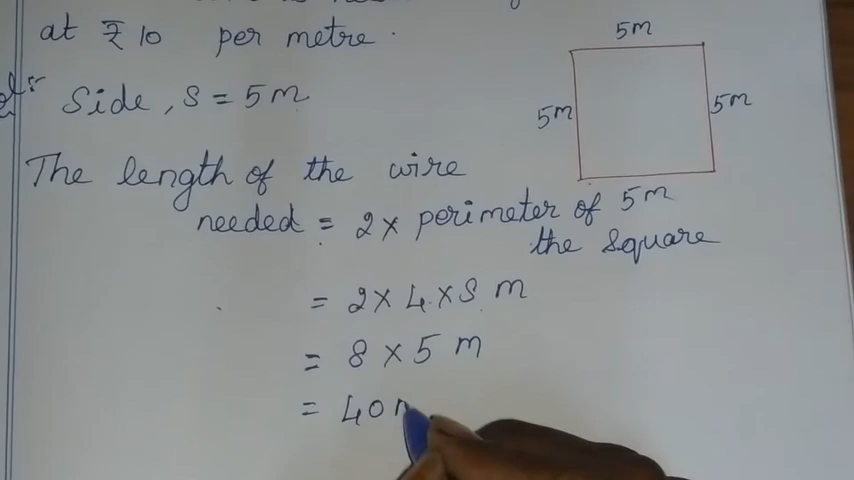 at ₹ 10 per metre.
5m
Side, S = 5m
5m
5m
The length of the wire
5m
needed = 2 × perimeter of
the square
= 2 × 4 × S m
= 8 × 5 m
= 40